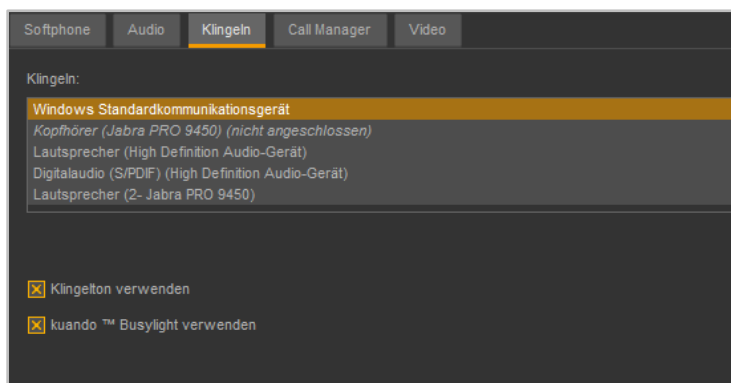 Softphone Audio Klingeln Call Manager Video
Klingeln:
Windows Standardkommunikationsgerät
Kopfhörer (Jabra PRO 9450) (nicht angeschlossen)
Lautsprecher (High Definition Audio-Gerät)
Digitalaudio (S/PDIF) (High Definition Audio-Gerät)
Lautsprecher (2- Jabra PRO 9450)
Klingelton verwenden
kuando ™ Busylight verwenden